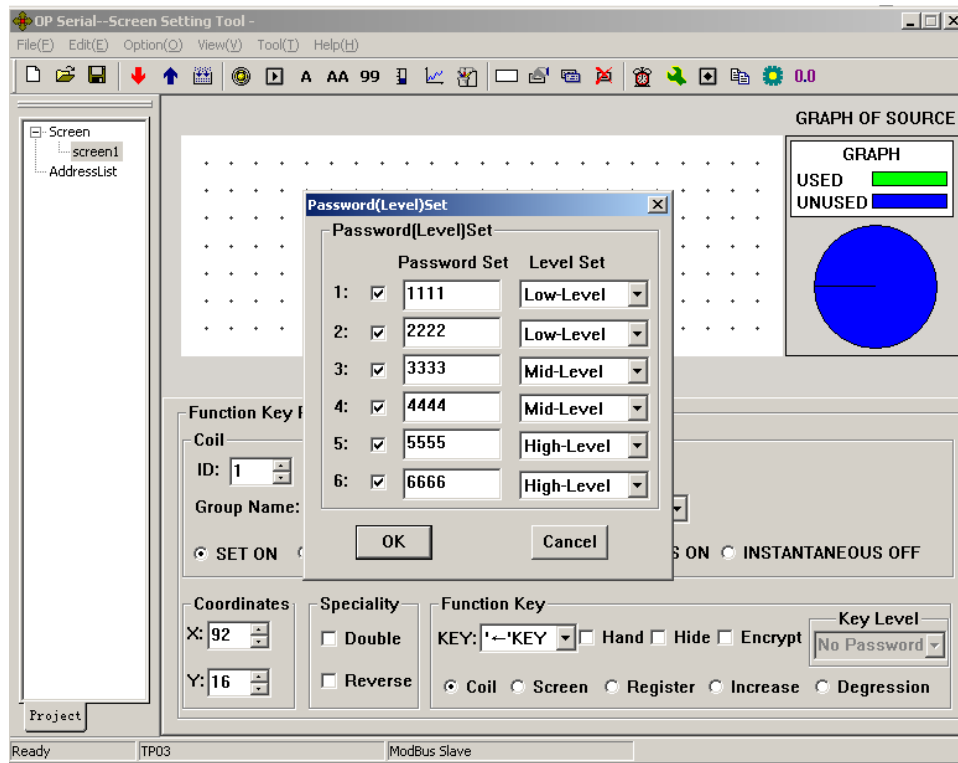 OP Serial--Screen Setting Tool -
File(F) Edit(E) Option(O) View(V) Tool(T) Help(H)
A AA 99 0.0
Screen
screen1
AddressList
GRAPH OF SOURCE
GRAPH
USED
UNUSED
Password(Level)Set
Password(Level)Set
Password Set Level Set
1: 1111 Low-Level
2: 2222 Low-Level
3: 3333 Mid-Level
4: 4444 Mid-Level
5: 5555 High-Level
6: 6666 High-Level
OK Cancel
Function Key
Coil
ID: 1
Group Name:
SET ON S ON INSTANTANEOUS OFF
Coordinates Speciality Function Key Key Level
X: 92 Double KEY: '←'KEY Hand Hide Encrypt No Password
Y: 16 Reverse Coil Screen Register Increase Degression
Project
Ready TP03 ModBus Slave